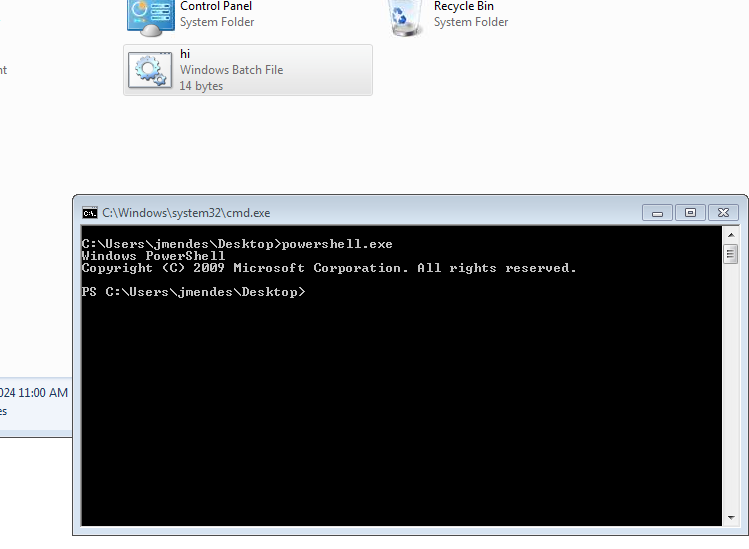 Control Panel
System Folder
Recycle Bin
System Folder
hi
Windows Batch File
14 bytes
nt
C:\Windows\system32\cmd.exe
C:\Users\jmendes\Desktop>powershell.exe
Windows PowerShell
Copyright (C) 2009 Microsoft Corporation. All rights reserved.
PS C:\Users\jmendes\Desktop>
024 11:00 AM
es